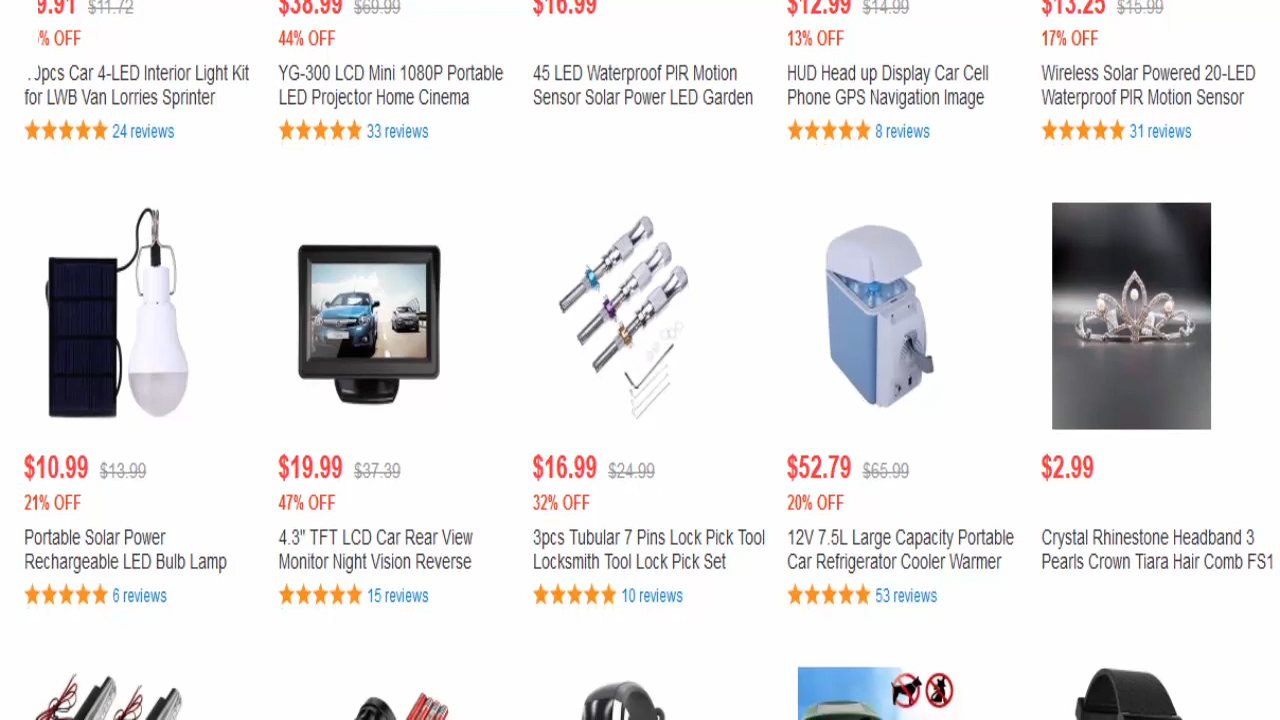 9.91 $11.72
% OFF
0pcs Car 4-LED Interior Light Kit
for LWB Van Lorries Sprinter
24 reviews
$38.99 $69.99
44% OFF
YG-300 LCD Mini 1080P Portable
LED Projector Home Cinema
33 reviews
$16.99
45 LED Waterproof PIR Motion
Sensor Solar Power LED Garden
$12.99 $14.99
13% OFF
HUD Head up Display Car Cell
Phone GPS Navigation Image
8 reviews
$13.25 $15.99
17% OFF
Wireless Solar Powered 20-LED
Waterproof PIR Motion Sensor
31 reviews
$10.99 $13.99
21% OFF
Portable Solar Power
Rechargeable LED Bulb Lamp
6 reviews
$19.99 $37.39
47% OFF
4.3" TFT LCD Car Rear View
Monitor Night Vision Reverse
15 reviews
$16.99 $24.99
32% OFF
3pcs Tubular 7 Pins Lock Pick Tool
Locksmith Tool Lock Pick Set
10 reviews
$52.79 $65.99
20% OFF
12V 7.5L Large Capacity Portable
Car Refrigerator Cooler Warmer
53 reviews
$2.99
Crystal Rhinestone Headband 3
Pearls Crown Tiara Hair Comb FS1